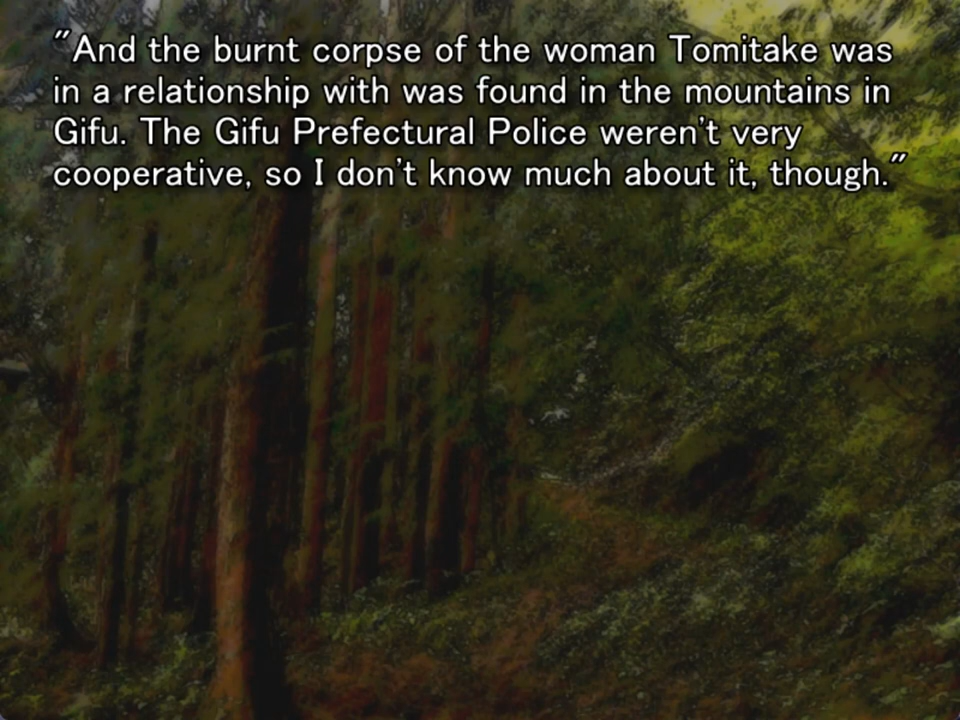 "And the burnt corpse of the woman Tomitake was
in a relationship with was found in the mountains in
Gifu. The Gifu Prefectural Police weren't very
cooperative, so I don't know much about it, though."